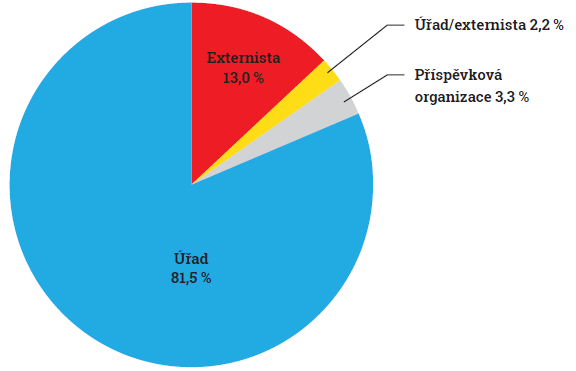 Externista
13,0 %
Úřad/externista 2,2 %
Příspěvková
organizace 3,3 %
Úřad
81,5 %